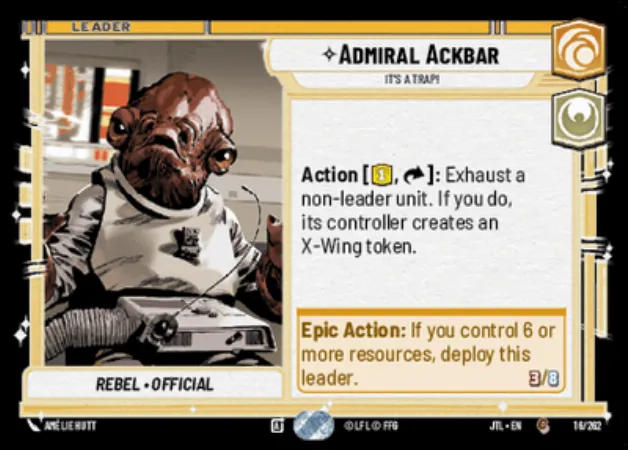 LEADER
ADMIRAL ACKBAR
IT'S A TRAP!
Action [1, ]: Exhaust a
non-leader unit. If you do,
its controller creates an
X-Wing token.
Epic Action: If you control 6 or
more resources, deploy this
leader.
3/8
REBEL • OFFICIAL
AMÉLIE HUTT
© LFL © FFG
JTL • EN
16/262